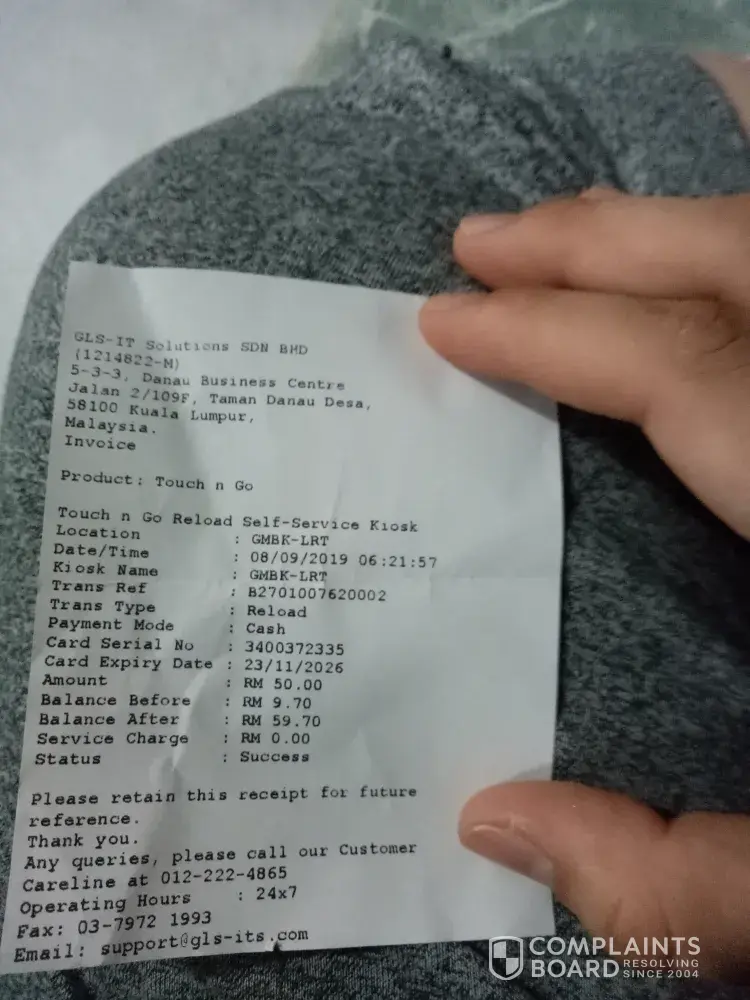 GLS-IT Solutions SDN BHD
(1214822-M)
5-3-3, Danau Business Centre
Jalan 2/109F, Taman Danau Desa,
58100 Kuala Lumpur,
Malaysia.
Invoice
Product: Touch n Go
Touch n Go Reload Self-Service Kiosk
Location : GMBK-LRT
Date/Time : 08/09/2019 06:21:57
Kiosk Name : GMBK-LRT
Trans Ref : B2701007620002
Trans Type : Reload
Payment Mode : Cash
Card Serial No : 3400372335
Card Expiry Date : 23/11/2026
Amount : RM 50.00
Balance Before : RM 9.70
Balance After : RM 59.70
Service Charge : RM 0.00
Status : Success
Please retain this receipt for future
reference.
Thank you.
Any queries, please call our Customer
Careline at 012-222-4865
Operating Hours : 24x7
Fax: 03-7972 1993
Email: support@gls-its.com
COMPLAINTS
BOARD RESOLVING SINCE 2004